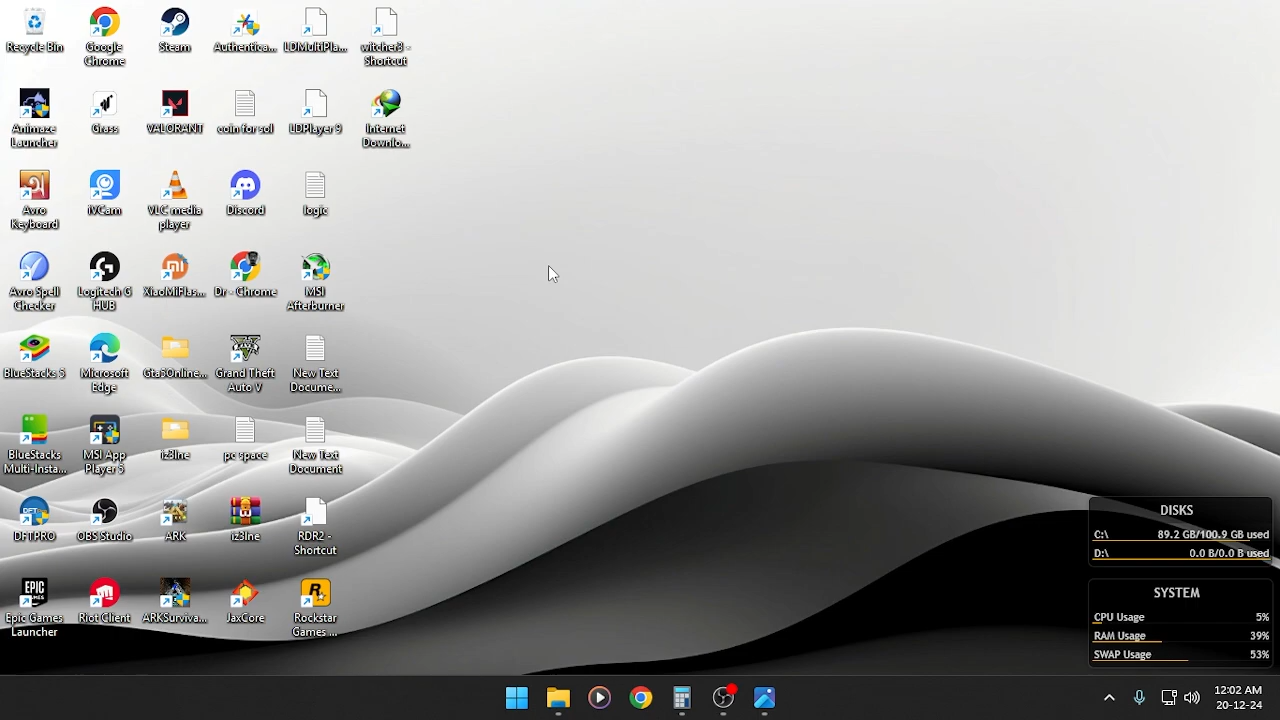 Recycle Bin
Google Chrome
Steam
Authentica...
LDMultiPla...
witcher3 - Shortcut
Animaze Launcher
Grass
VALORANT
coin for sol
LDPlayer 9
Internet Downlo...
Avro Keyboard
iVCam
VLC media player
Discord
logic
Avro Spell Checker
Logitech G HUB
XiaoMiFlas...
Dr - Chrome
MSI Afterburner
BlueStacks 5
Microsoft Edge
Gta5Online...
Grand Theft Auto V
New Text Docume...
BlueStacks Multi-Insta...
MSI App Player 5
iz3lne
pc space
New Text Document
DFTPRO
OBS Studio
ARK
iz3lne
RDR2 - Shortcut
Epic Games Launcher
Riot Client
ARKSurviva...
JaxCore
Rockstar Games ...
DISKS
C:\ 89.2 GB/100.9 GB used
D:\ 0.0 B/0.0 B used
SYSTEM
CPU Usage 5%
RAM Usage 39%
SWAP Usage 53%
12:02 AM
20-12-24